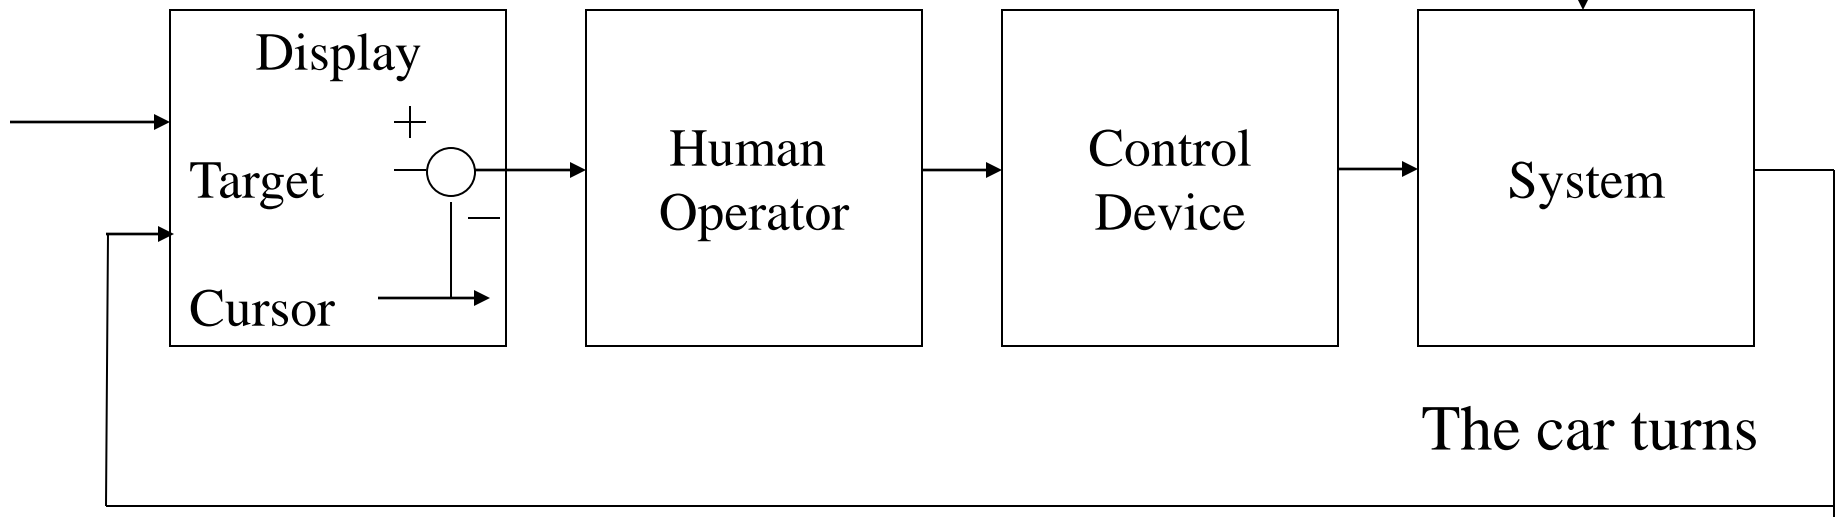 Display
+
Target
−
Cursor
Human
Operator
Control
Device
System
The car turns